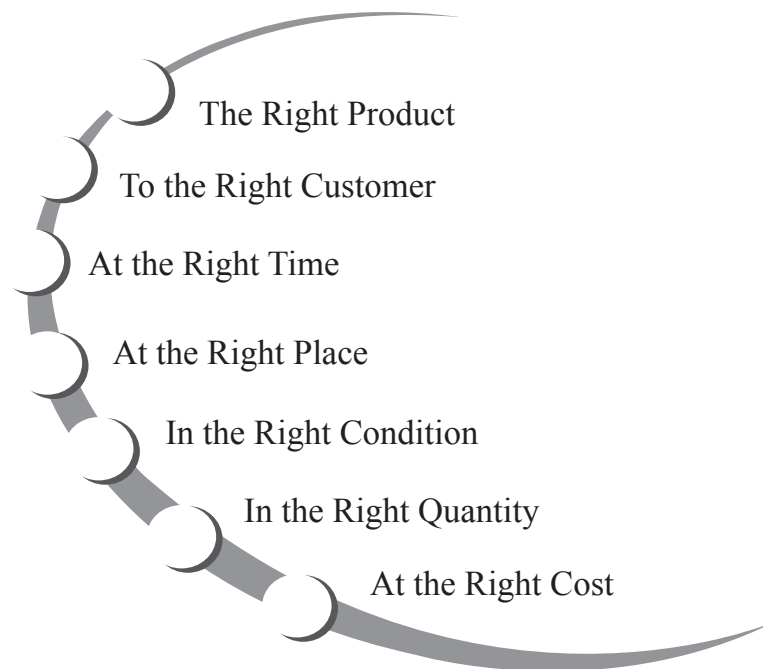 The Right Product
To the Right Customer
At the Right Time
At the Right Place
In the Right Condition
In the Right Quantity
At the Right Cost